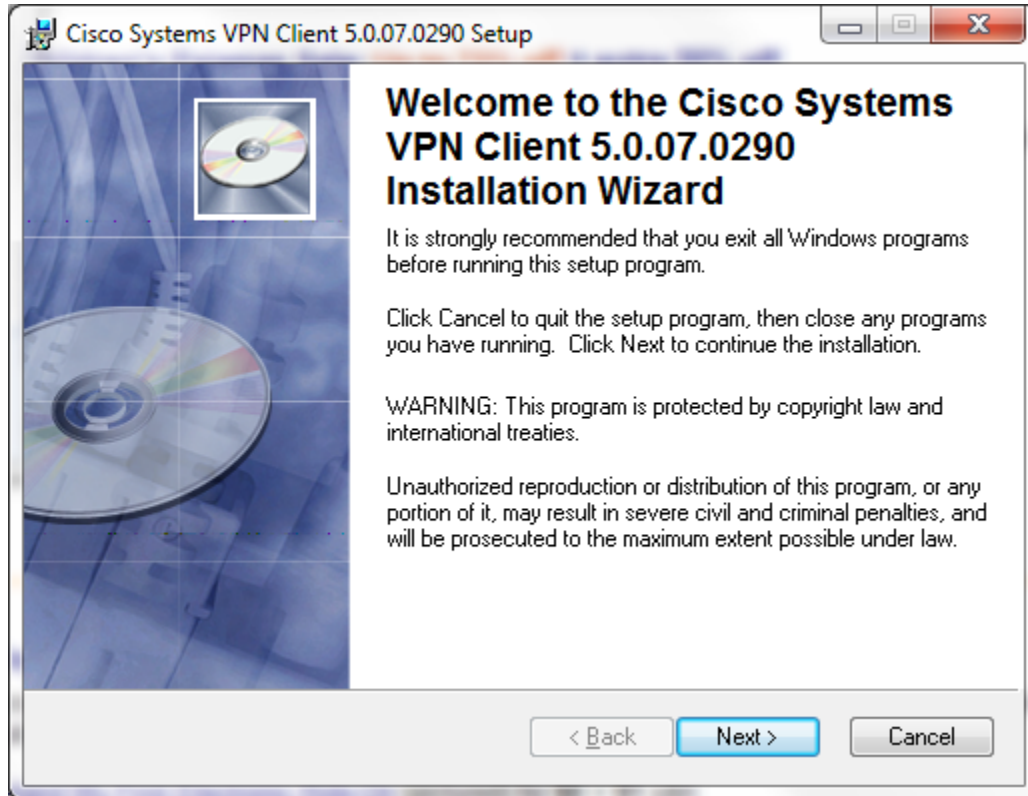 Cisco Systems VPN Client 5.0.07.0290 Setup
Welcome to the Cisco Systems
VPN Client 5.0.07.0290
Installation Wizard
It is strongly recommended that you exit all Windows programs
before running this setup program.
Click Cancel to quit the setup program, then close any programs
you have running.  Click Next to continue the installation.
WARNING: This program is protected by copyright law and
international treaties.
Unauthorized reproduction or distribution of this program, or any
portion of it, may result in severe civil and criminal penalties, and
will be prosecuted to the maximum extent possible under law.
< Back
Next >
Cancel